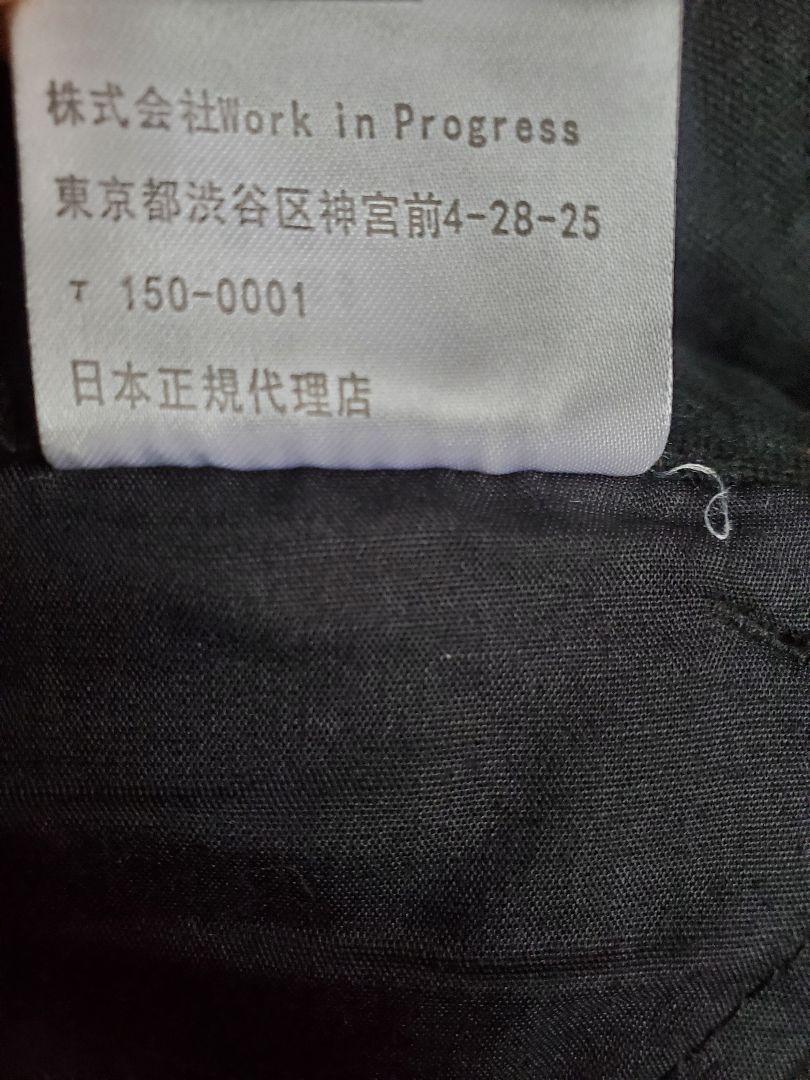 株式会社Work in Progress
東京都渋谷区神宮前4-28-25
〒 150-0001
日本正規代理店